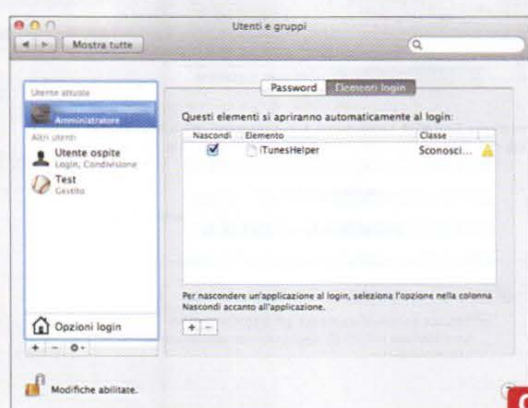 Utenti e gruppi
Mostra tutte
Utente attuale
Amministratore
Altri utenti
Utente ospite
Login, Condivisione
Test
Gestito
Opzioni login
Password
Elementi login
Questi elementi si apriranno automaticamente al login:
Nascondi Elemento Classe
iTunesHelper Sconosci...
Per nascondere un'applicazione al login, seleziona l'opzione nella colonna
Nascondi accanto all'applicazione.
Modifiche abilitate.